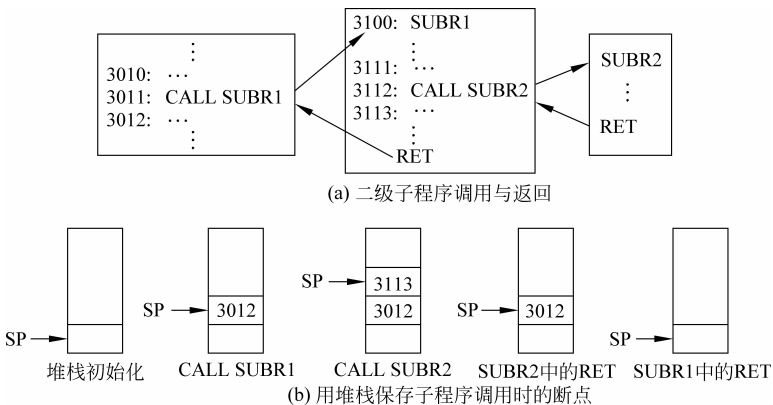 ⋮
3010: ⋯
3011: CALL SUBR1
3012: ⋯
⋮
3100: SUBR1
⋮
3111: ⋯
3112: CALL SUBR2
3113: ⋯
⋮
RET
SUBR2
⋮
RET
(a) 二级子程序调用与返回
SP
SP
3012
SP
3113
3012
SP
3012
SP
堆栈初始化
CALL SUBR1
CALL SUBR2
SUBR2中的RET
SUBR1中的RET
(b) 用堆栈保存子程序调用时的断点